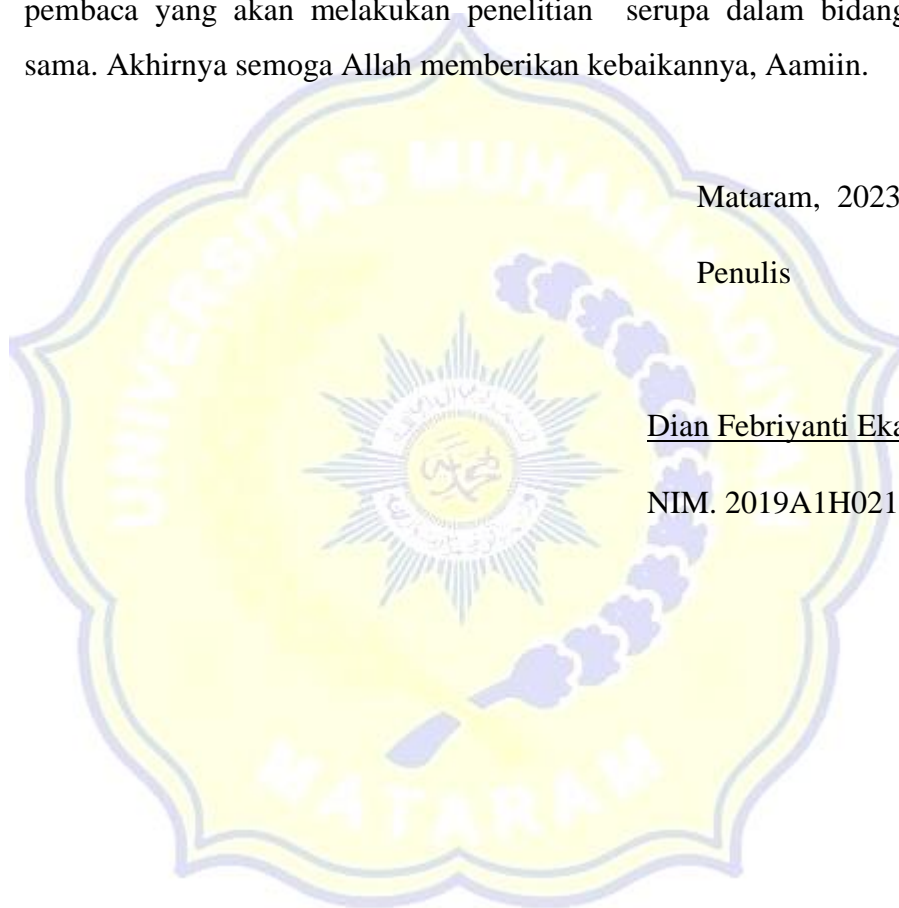 pembaca yang akan melakukan penelitian serupa dalam bidang
sama. Akhirnya semoga Allah memberikan kebaikannya, Aamiin.
Mataram, 2023
Penulis
Dian Febriyanti Eka
NIM. 2019A1H021
UNIVERSITAS MUHAMMADIYAH
MATARAM